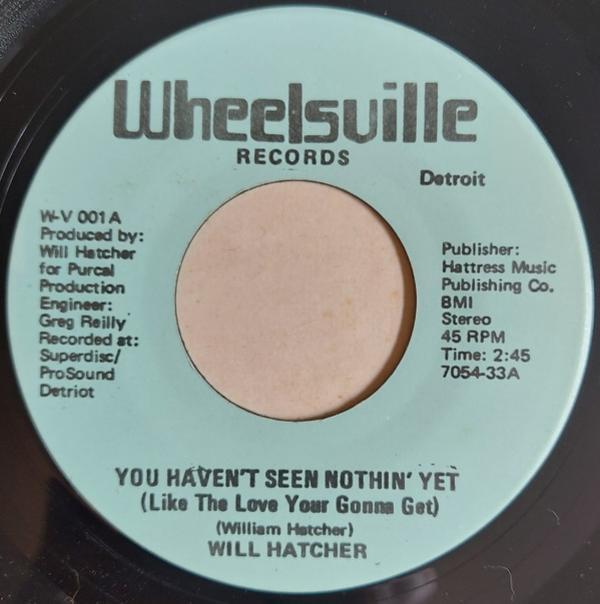 Wheelsville
RECORDS
Detroit
W-V 001A
Produced by:
Will Hatcher
for Purcal
Production
Engineer:
Greg Reilly
Recorded at:
Superdisc/
ProSound
Detriot
Publisher:
Hattress Music
Publishing Co.
BMI
Stereo
45 RPM
Time: 2:45
7054-33A
YOU HAVEN'T SEEN NOTHIN' YET
(Like The Love Your Gonna Get)
(William Hatcher)
WILL HATCHER